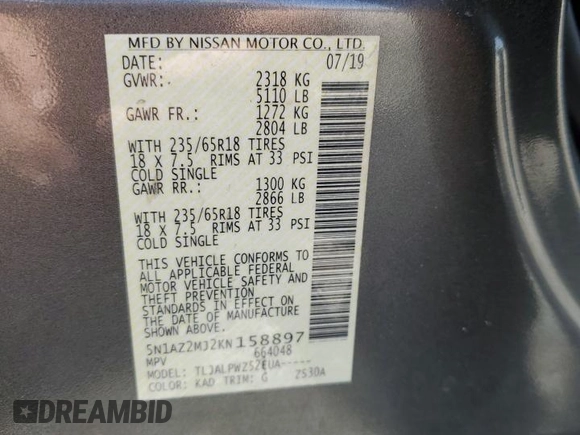 MFD BY NISSAN MOTOR CO., LTD.
DATE: 07/19
GVWR: 2318 KG
5110 LB
GAWR FR.: 1272 KG
2804 LB
WITH 235/65R18 TIRES
18 X 7.5 RIMS AT 33 PSI
COLD SINGLE
GAWR RR.: 1300 KG
2866 LB
WITH 235/65R18 TIRES
18 X 7.5 RIMS AT 33 PSI
COLD SINGLE
THIS VEHICLE CONFORMS TO
ALL APPLICABLE FEDERAL
MOTOR VEHICLE SAFETY AND
THEFT PREVENTION
STANDARDS IN EFFECT ON
THE DATE OF MANUFACTURE
SHOWN ABOVE.
5N1AZ2MJ2KN158897
MPV 664048
MODEL: TLJALPWZ52EUA-----
COLOR: KAD TRIM: G Z530A
DREAMBID